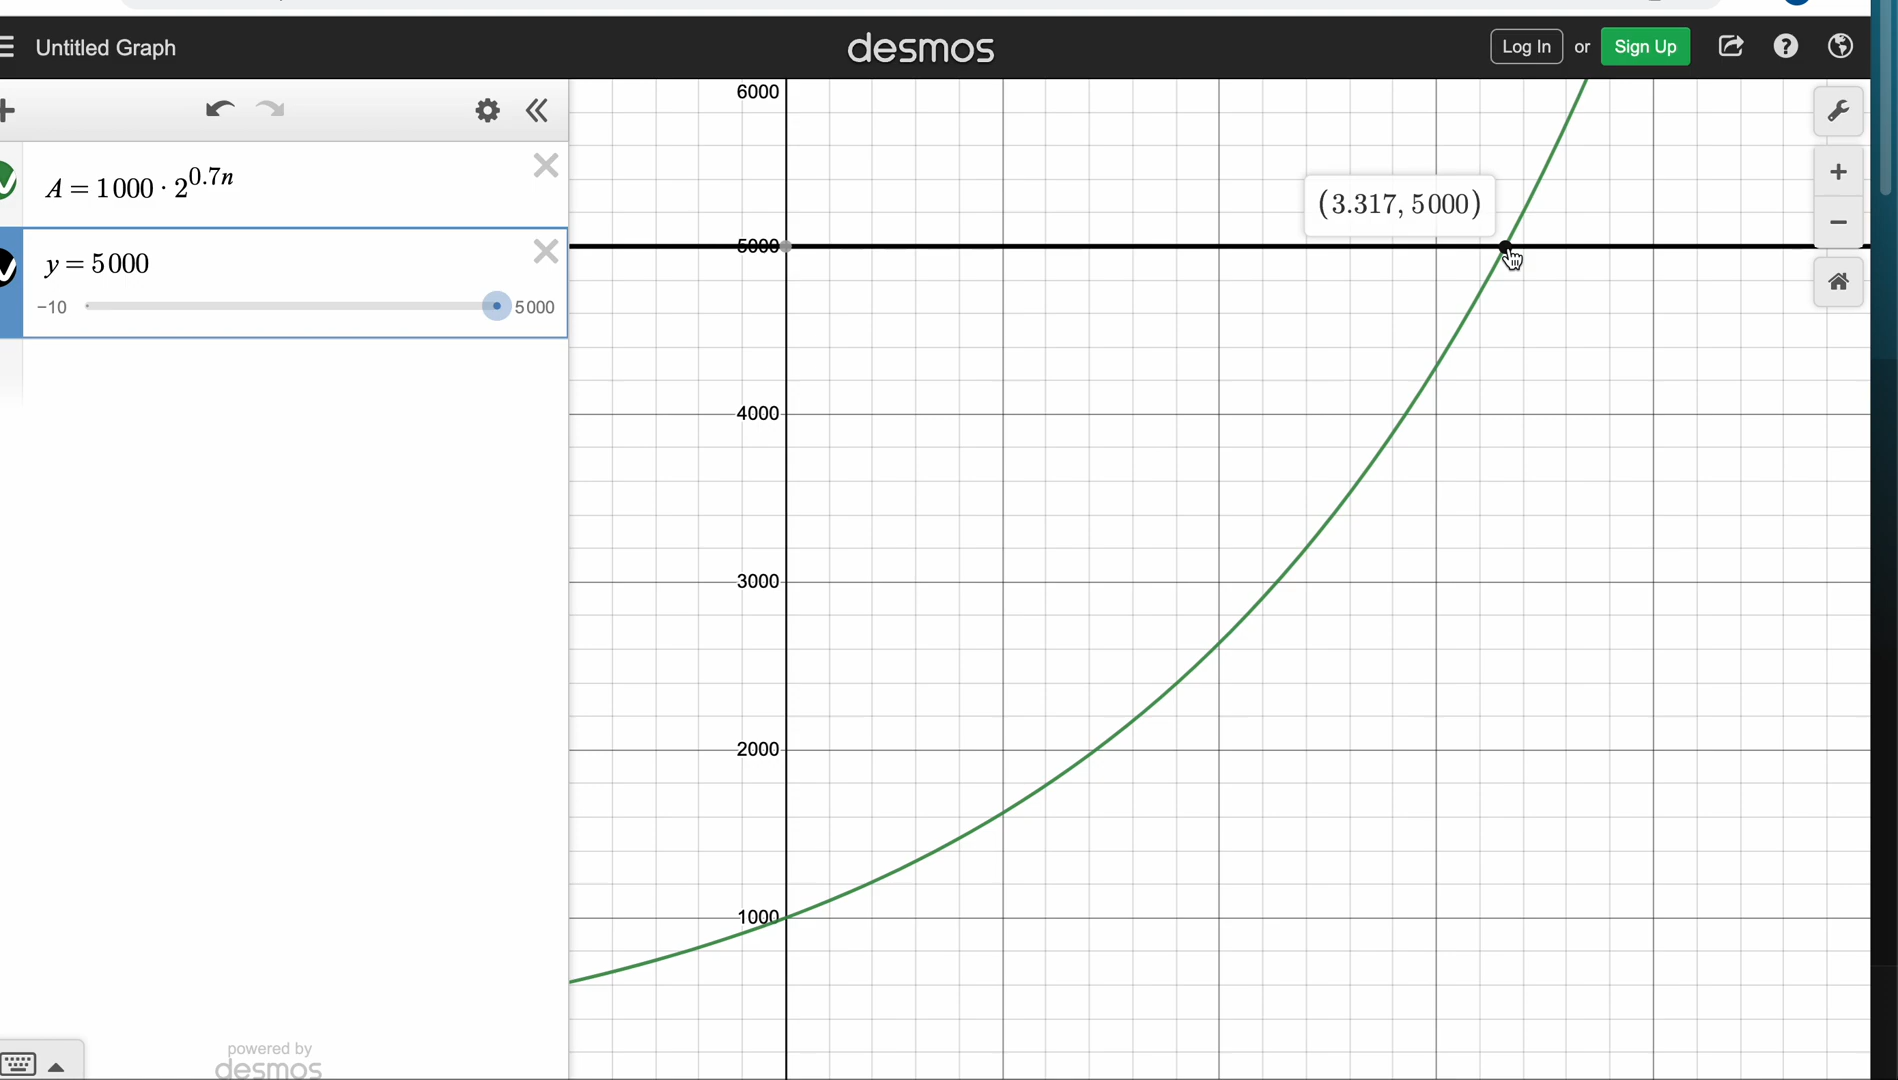 Untitled Graph
desmos
Log In or Sign Up
A = 1000 · 2^{0.7n}
y = 5000
-10
5000
6000
5000
4000
3000
2000
1000
(3.317, 5000)
powered by
desmos